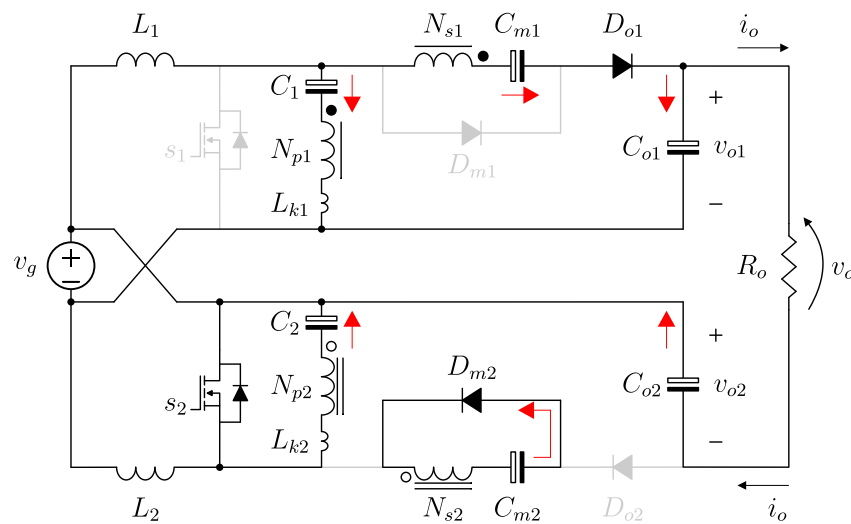 L1 Ns1 Cm1 Do1 io
C1 +
s1 Np1 Dm1 Co1 vo1
Lk1 −
vg + − Ro vo
C2 +
s2 Np2 Dm2 Co2 vo2
Lk2 −
L2 Ns2 Cm2 Do2 io